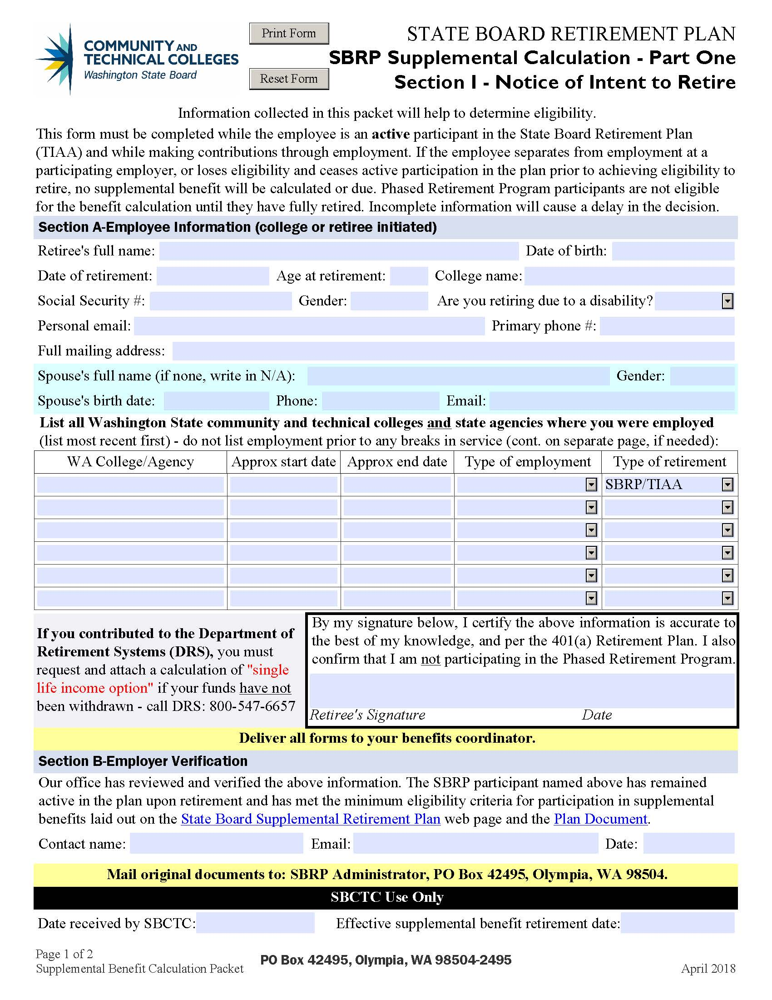 COMMUNITY AND
TECHNICAL COLLEGES
Washington State Board
Print Form
Reset Form
STATE BOARD RETIREMENT PLAN
SBRP Supplemental Calculation - Part One
Section I - Notice of Intent to Retire
Information collected in this packet will help to determine eligibility.
This form must be completed while the employee is an active participant in the State Board Retirement Plan
(TIAA) and while making contributions through employment. If the employee separates from employment at a
participating employer, or loses eligibility and ceases active participation in the plan prior to achieving eligibility to
retire, no supplemental benefit will be calculated or due. Phased Retirement Program participants are not eligible
for the benefit calculation until they have fully retired. Incomplete information will cause a delay in the decision.
Section A-Employee Information (college or retiree initiated)
Retiree's full name: Date of birth:
Date of retirement: Age at retirement: College name:
Social Security #: Gender: Are you retiring due to a disability?
Personal email: Primary phone #:
Full mailing address:
Spouse's full name (if none, write in N/A): Gender:
Spouse's birth date: Phone: Email:
List all Washington State community and technical colleges and state agencies where you were employed
(list most recent first) - do not list employment prior to any breaks in service (cont. on separate page, if needed):
WA College/Agency Approx start date Approx end date Type of employment Type of retirement
SBRP/TIAA
If you contributed to the Department of
Retirement Systems (DRS), you must
request and attach a calculation of "single
life income option" if your funds have not
been withdrawn - call DRS: 800-547-6657
By my signature below, I certify the above information is accurate to
the best of my knowledge, and per the 401(a) Retirement Plan. I also
confirm that I am not participating in the Phased Retirement Program.
Retiree's Signature Date
Deliver all forms to your benefits coordinator.
Section B-Employer Verification
Our office has reviewed and verified the above information. The SBRP participant named above has remained
active in the plan upon retirement and has met the minimum eligibility criteria for participation in supplemental
benefits laid out on the State Board Supplemental Retirement Plan web page and the Plan Document.
Contact name: Email: Date:
Mail original documents to: SBRP Administrator, PO Box 42495, Olympia, WA 98504.
SBCTC Use Only
Date received by SBCTC: Effective supplemental benefit retirement date:
Page 1 of 2
Supplemental Benefit Calculation Packet
PO Box 42495, Olympia, WA 98504-2495
April 2018